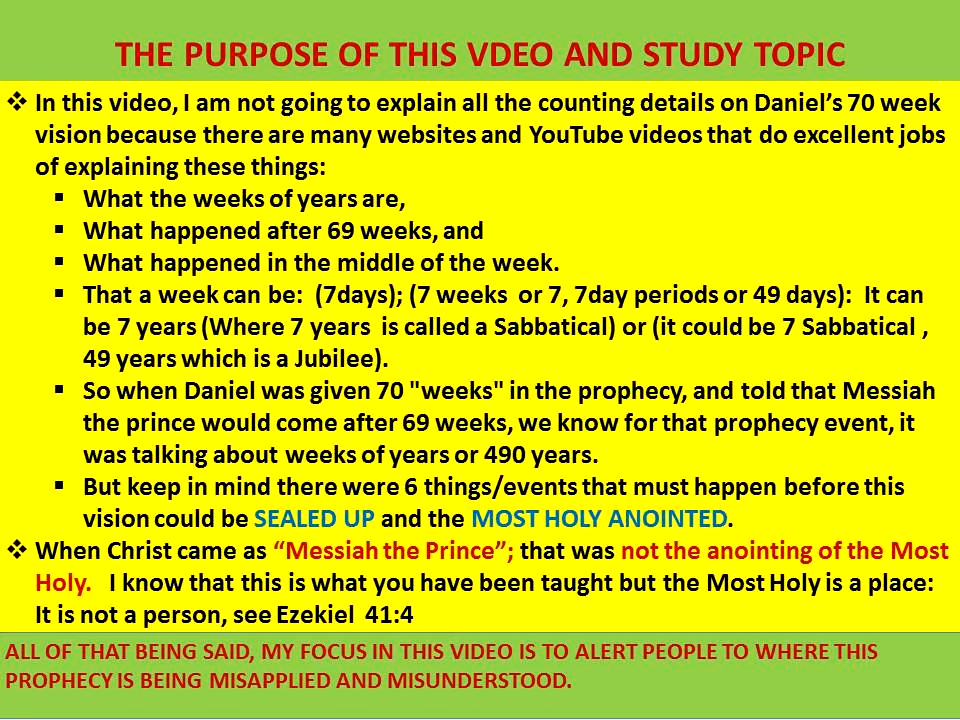 THE PURPOSE OF THIS VDEO AND STUDY TOPIC
❖ In this video, I am not going to explain all the counting details on Daniel’s 70 week
vision because there are many websites and YouTube videos that do excellent jobs
of explaining these things:
▪ What the weeks of years are,
▪ What happened after 69 weeks, and
▪ What happened in the middle of the week.
▪ That a week can be: (7days); (7 weeks or 7, 7day periods or 49 days): It can
be 7 years (Where 7 years is called a Sabbatical) or (it could be 7 Sabbatical ,
49 years which is a Jubilee).
▪ So when Daniel was given 70 "weeks" in the prophecy, and told that Messiah
the prince would come after 69 weeks, we know for that prophecy event, it
was talking about weeks of years or 490 years.
▪ But keep in mind there were 6 things/events that must happen before this
vision could be SEALED UP and the MOST HOLY ANOINTED.
❖ When Christ came as “Messiah the Prince”; that was not the anointing of the Most
Holy. I know that this is what you have been taught but the Most Holy is a place:
It is not a person, see Ezekiel 41:4
ALL OF THAT BEING SAID, MY FOCUS IN THIS VIDEO IS TO ALERT PEOPLE TO WHERE THIS
PROPHECY IS BEING MISAPPLIED AND MISUNDERSTOOD.